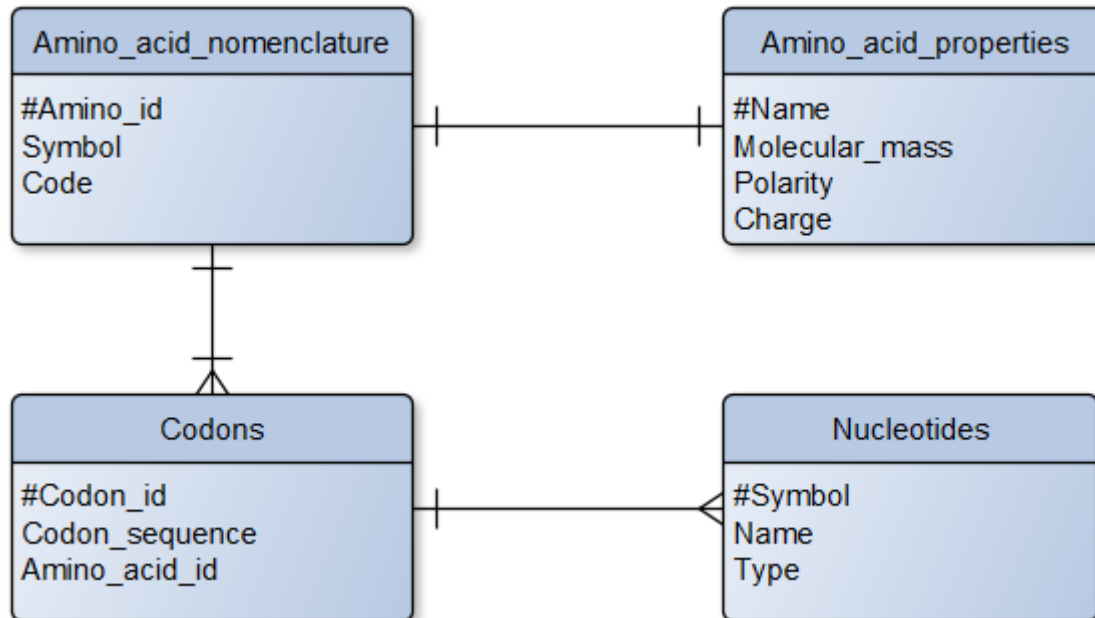 Amino_acid_nomenclature
#Amino_id
Symbol
Code
Amino_acid_properties
#Name
Molecular_mass
Polarity
Charge
Codons
#Codon_id
Codon_sequence
Amino_acid_id
Nucleotides
#Symbol
Name
Type